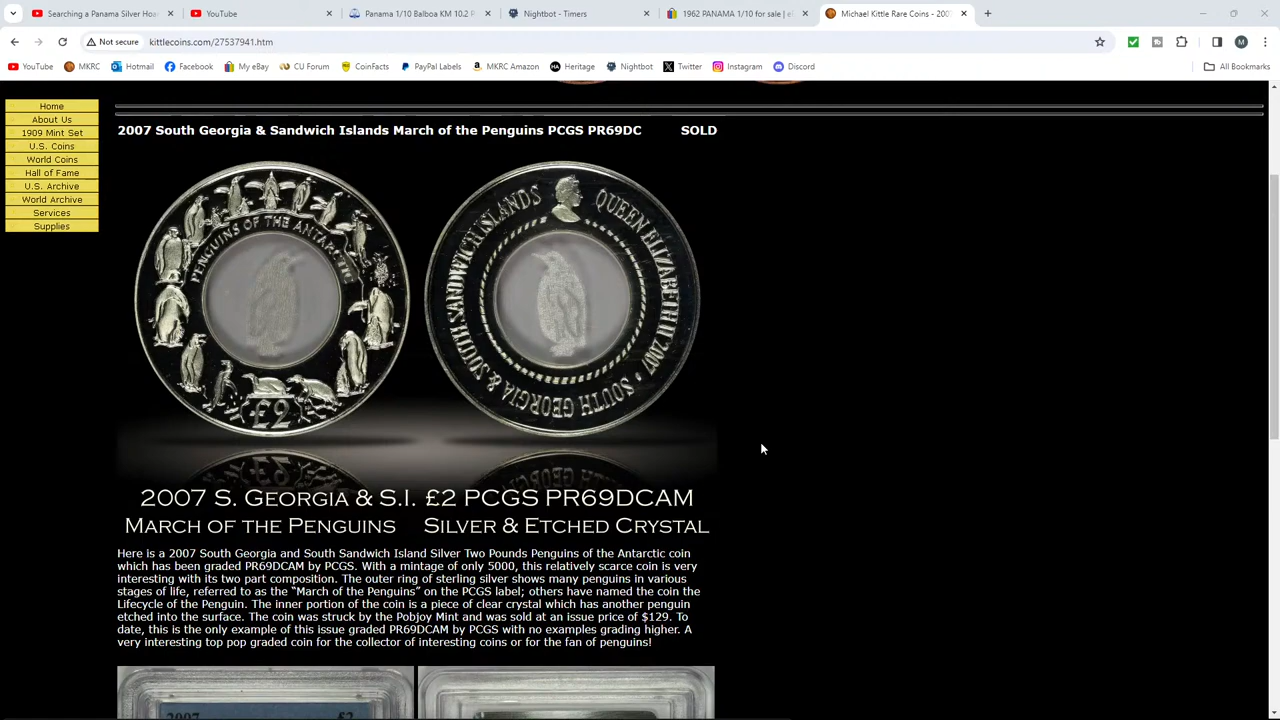 Searching a Panama Silver Hoar
YouTube
Panama 1/10 Balboa KM 10.2 P
Nightbot - Timers
1962 PANAMA 1/10 for sale | e
Michael Kittle Rare Coins - 200
Not secure
kittlecoins.com/27537941.htm
M
YouTube
MKRC
Hotmail
Facebook
My eBay
CU Forum
CoinFacts
PayPal Labels
MKRC Amazon
Heritage
Nightbot
Twitter
Instagram
Discord
All Bookmarks
Home
About Us
1909 Mint Set
U.S. Coins
World Coins
Hall of Fame
U.S. Archive
World Archive
Services
Supplies
2007 South Georgia & Sandwich Islands March of the Penguins PCGS PR69DC SOLD
PENGUINS OF THE ANTARCTIC
£2
SOUTH GEORGIA & SOUTH SANDWICH ISLANDS
QUEEN ELIZABETH II 2007
2007 S. Georgia & S.I. £2 PCGS PR69DCAM
March of the Penguins Silver & Etched Crystal
Here is a 2007 South Georgia and South Sandwich Island Silver Two Pounds Penguins of the Antarctic coin
which has been graded PR69DCAM by PCGS. With a mintage of only 5000, this relatively scarce coin is very
interesting with its two part composition. The outer ring of sterling silver shows many penguins in various
stages of life, referred to as the “March of the Penguins” on the PCGS label; others have named the coin the
Lifecycle of the Penguin. The inner portion of the coin is a piece of clear crystal which has another penguin
etched into the surface. The coin was struck by the Pobjoy Mint and was sold at an issue price of $129. To
date, this is the only example of this issue graded PR69DCAM by PCGS with no examples grading higher. A
very interesting top pop graded coin for the collector of interesting coins or for the fan of penguins!
2007 £2